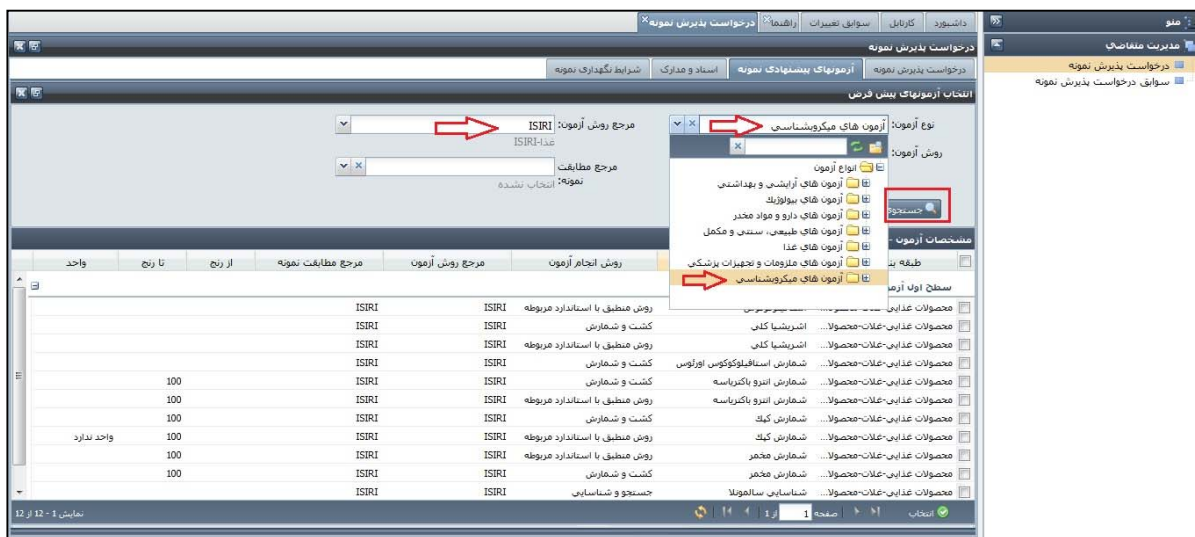 منو
مدیریت متقاضی
درخواست پذیرش نمونه
سوابق درخواست پذیرش نمونه
داشبورد کارتابل سوابق تغییرات راهنما درخواست پذیرش نمونه
درخواست پذیرش نمونه
درخواست پذیرش نمونه آزمونهای پیشنهادی نمونه اسناد و مدارک شرایط نگهداری نمونه
انتخاب آزمونهای پیش فرض
نوع آزمون: آزمون های میکروبشناسی مرجع روش آزمون: ISIRI
غذا-ISIRI
روش آزمون:
مرجع مطابقت نمونه:
انتخاب نشده
انواع آزمون
آزمون های آرایشی و بهداشتی
آزمون های بیولوژیک
آزمون های دارو و مواد مخدر
آزمون های طبیعی، سنتی و مکمل
آزمون های غذا
آزمون های ملزومات و تجهیزات پزشکی
آزمون های میکروبشناسی
جستجوی
مشخصات آزمون -
طبقه روش انجام آزمون مرجع روش آزمون مرجع مطابقت نمونه از رنج تا رنج واحد
سطح اول
محصولات غذایی-غلات-محصولا... روش منطبق با استاندارد مربوطه ISIRI ISIRI
محصولات غذایی-غلات-محصولا... اشریشیا کلی کشت و شمارش ISIRI ISIRI
محصولات غذایی-غلات-محصولا... اشریشیا کلی روش منطبق با استاندارد مربوطه ISIRI ISIRI
محصولات غذایی-غلات-محصولا... شمارش استافیلوکوکوس اورئوس کشت و شمارش ISIRI ISIRI
محصولات غذایی-غلات-محصولا... شمارش انترو باکتریاسه کشت و شمارش ISIRI ISIRI 100
محصولات غذایی-غلات-محصولا... شمارش انترو باکتریاسه روش منطبق با استاندارد مربوطه ISIRI ISIRI 100
محصولات غذایی-غلات-محصولا... شمارش کپک کشت و شمارش ISIRI ISIRI 100
محصولات غذایی-غلات-محصولا... شمارش کپک روش منطبق با استاندارد مربوطه ISIRI ISIRI 100 واحد ندارد
محصولات غذایی-غلات-محصولا... شمارش مخمر روش منطبق با استاندارد مربوطه ISIRI ISIRI 100
محصولات غذایی-غلات-محصولا... شمارش مخمر کشت و شمارش ISIRI ISIRI 100
محصولات غذایی-غلات-محصولا... شناسایی سالمونلا جستجو و شناسایی ISIRI ISIRI
انتخاب صفحه 1 از 1 نمایش 1 - 12 از 12